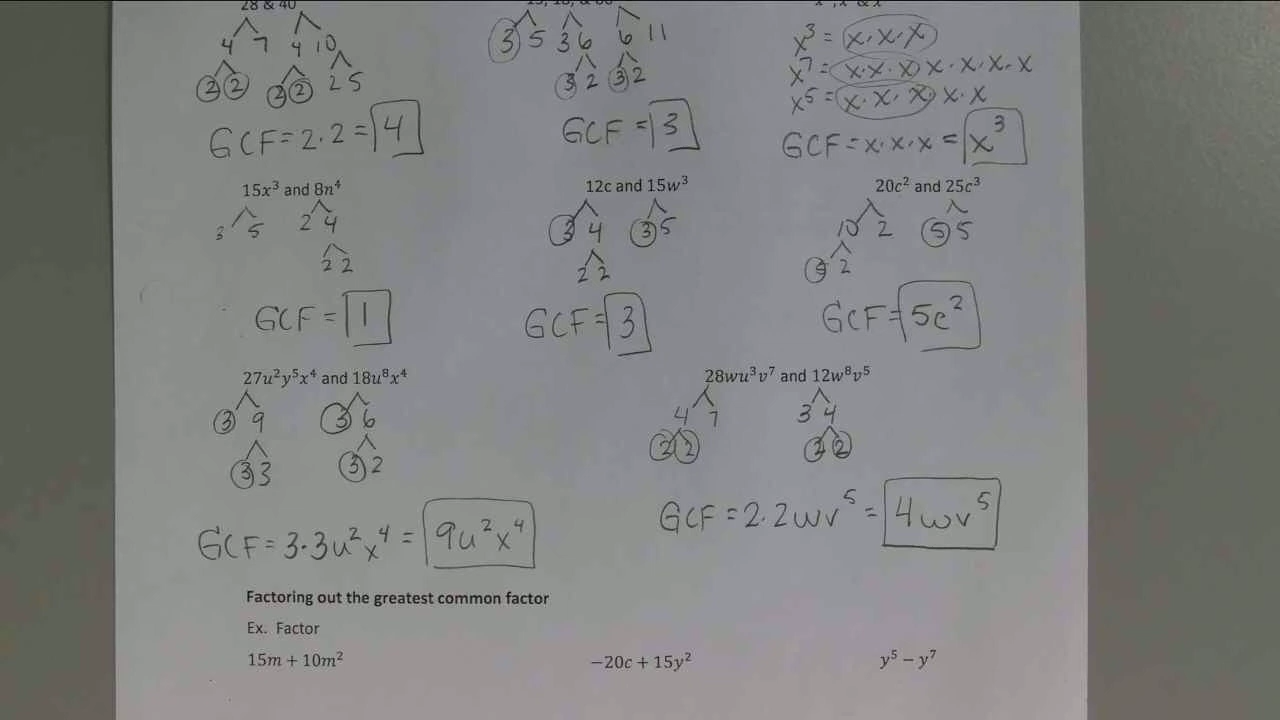 28 & 40
4 7 4 10
2 2 2 2 2 5
GCF = 2·2 = 4
3 5 3 6 6 11
3 2 3 2
GCF = 3
x³ = x·x·x
x⁷ = x·x·x x·x·x·x
x⁵ = x·x·x x·x
GCF = x·x·x = x³
15x³ and 8n⁴
3 5 2 4
2 2
GCF = 1
12c and 15w³
3 4 3 5
2 2
GCF = 3
20c² and 25c³
10 2 5 5
5 2
GCF = 5c²
27u²y⁵x⁴ and 18u⁸x⁴
3 9 3 6
3 3 3 2
GCF = 3·3u²x⁴ = 9u²x⁴
28wu³v⁷ and 12w⁸v⁵
4 7 3 4
2 2 2 2
GCF = 2·2wv⁵ = 4wv⁵
Factoring out the greatest common factor
Ex. Factor
15m + 10m² −20c + 15y² y⁵ − y⁷